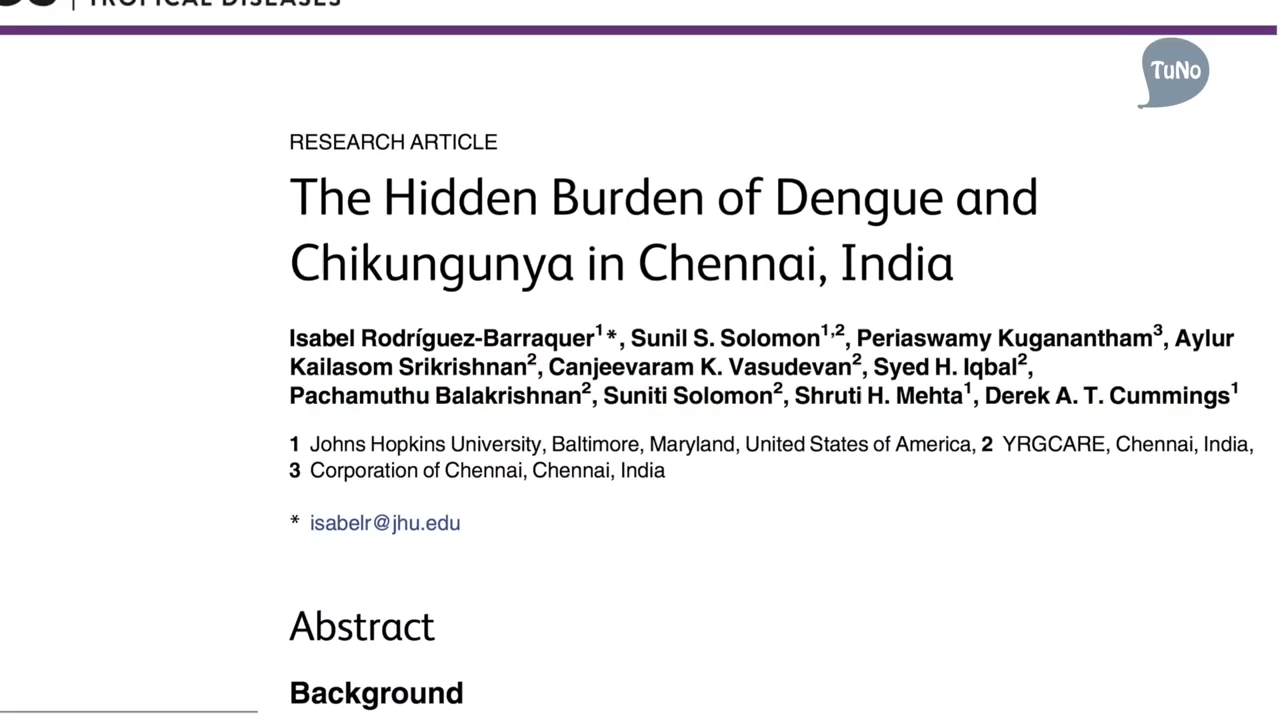 TROPICAL DISEASES
TuNo
RESEARCH ARTICLE
The Hidden Burden of Dengue and
Chikungunya in Chennai, India
Isabel Rodríguez-Barraquer1*, Sunil S. Solomon1,2, Periaswamy Kuganantham3, Aylur
Kailasom Srikrishnan2, Canjeevaram K. Vasudevan2, Syed H. Iqbal2,
Pachamuthu Balakrishnan2, Suniti Solomon2, Shruti H. Mehta1, Derek A. T. Cummings1
1 Johns Hopkins University, Baltimore, Maryland, United States of America, 2 YRGCARE, Chennai, India,
3 Corporation of Chennai, Chennai, India
* isabelr@jhu.edu
Abstract
Background